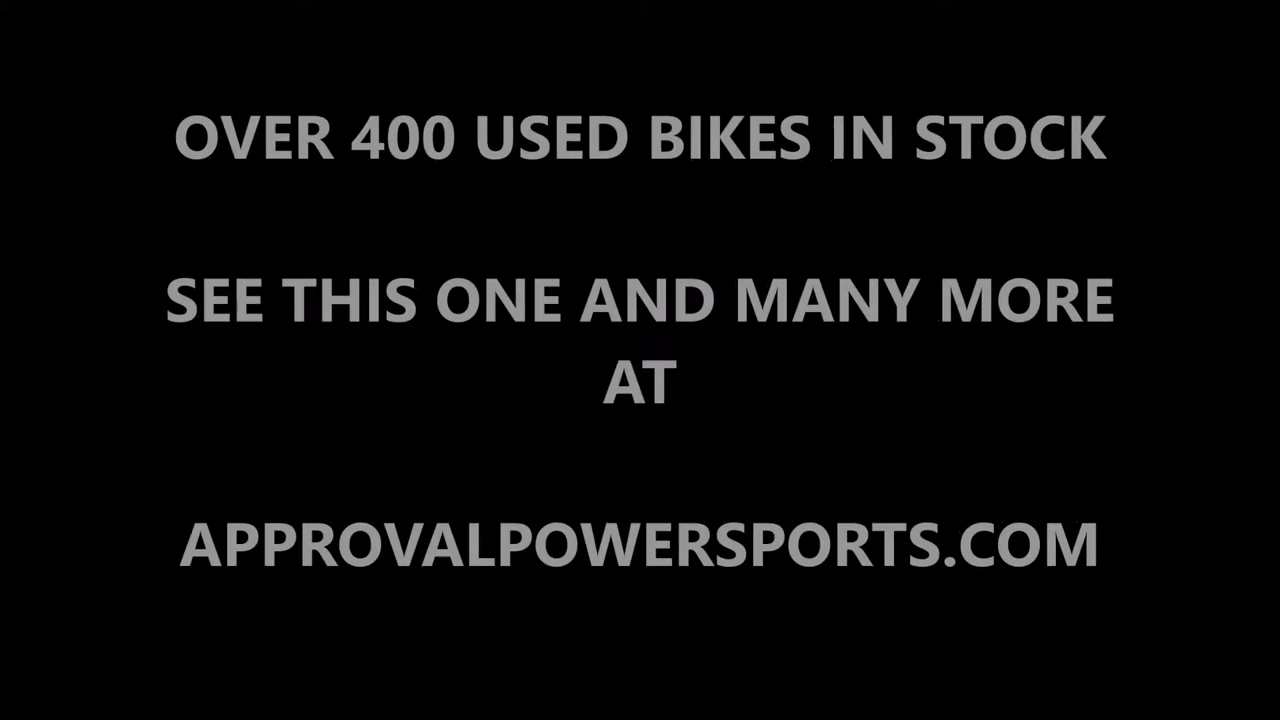 OVER 400 USED BIKES IN STOCK
SEE THIS ONE AND MANY MORE
AT
APPROVALPOWERSPORTS.COM